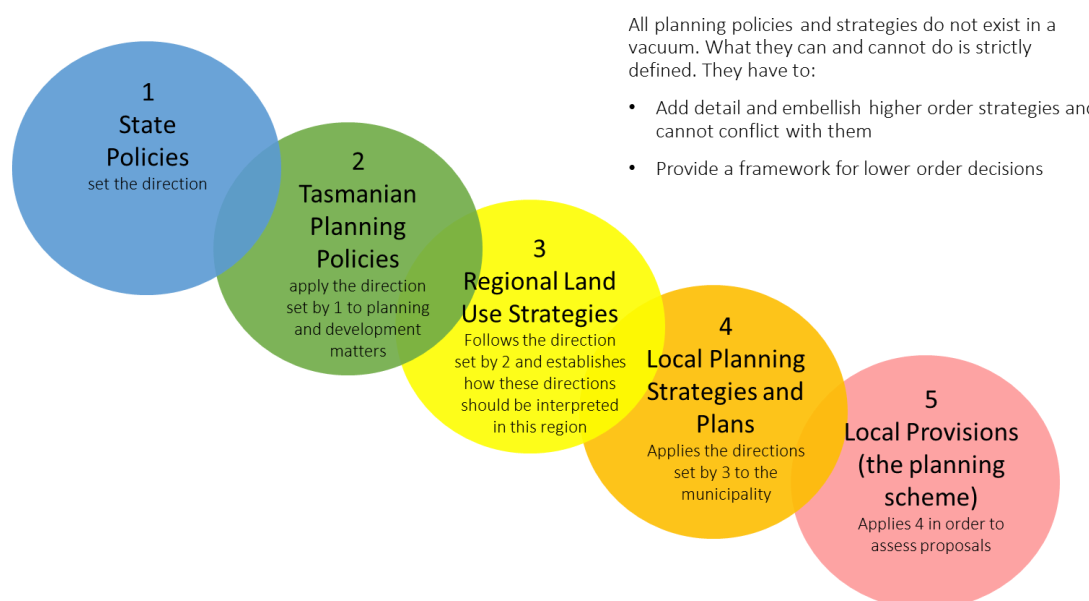 1
State
Policies
set the direction
2
Tasmanian
Planning
Policies
apply the direction
set by 1 to planning
and development
matters
3
Regional Land
Use Strategies
Follows the direction
set by 2 and establishes
how these directions
should be interpreted
in this region
4
Local Planning
Strategies and
Plans
Applies the directions
set by 3 to the
municipality
5
Local Provisions
(the planning
scheme)
Applies 4 in order to
assess proposals
All planning policies and strategies do not exist in a
vacuum. What they can and cannot do is strictly
defined. They have to:
• Add detail and embellish higher order strategies
cannot conflict with them
• Provide a framework for lower order decisions